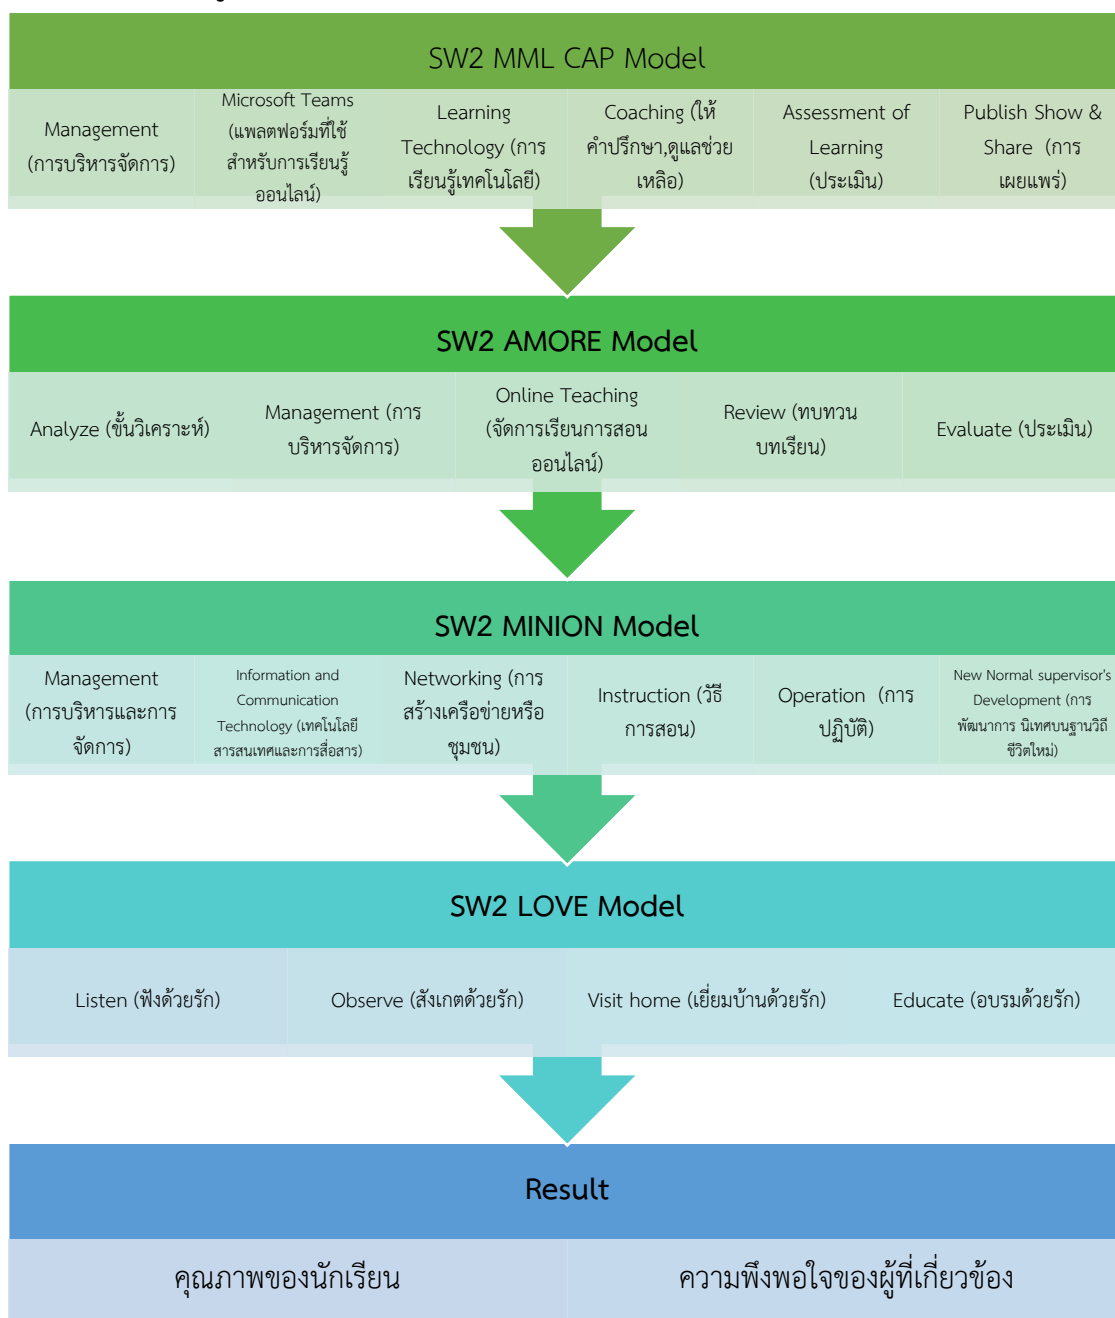 SW2 MML CAP Model
Management
(การบริหารจัดการ)
Microsoft Teams
(แพลตฟอร์มที่ใช้
สำหรับการเรียนรู้
ออนไลน์)
Learning
Technology (การ
เรียนรู้เทคโนโลยี)
Coaching (ให้
คำปรึกษา,ดูแลช่วย
เหลือ)
Assessment of
Learning
(ประเมิน)
Publish Show &
Share (การ
เผยแพร่)
SW2 AMORE Model
Analyze (ขั้นวิเคราะห์)
Management (การ
บริหารจัดการ)
Online Teaching
(จัดการเรียนการสอน
ออนไลน์)
Review (ทบทวน
บทเรียน)
Evaluate (ประเมิน)
SW2 MINION Model
Management
(การบริหารและการ
จัดการ)
Information and
Communication
Technology (เทคโนโลยี
สารสนเทศและการสื่อสาร)
Networking (การ
สร้างเครือข่ายหรือ
ชุมชน)
Instruction (วิธี
การสอน)
Operation (การ
ปฏิบัติ)
New Normal supervisor's
Development (การ
พัฒนาการ นิเทศบนฐานวิถี
ชีวิตใหม่)
SW2 LOVE Model
Listen (ฟังด้วยรัก)
Observe (สังเกตด้วยรัก)
Visit home (เยี่ยมบ้านด้วยรัก)
Educate (อบรมด้วยรัก)
Result
คุณภาพของนักเรียน
ความพึงพอใจของผู้ที่เกี่ยวข้อง